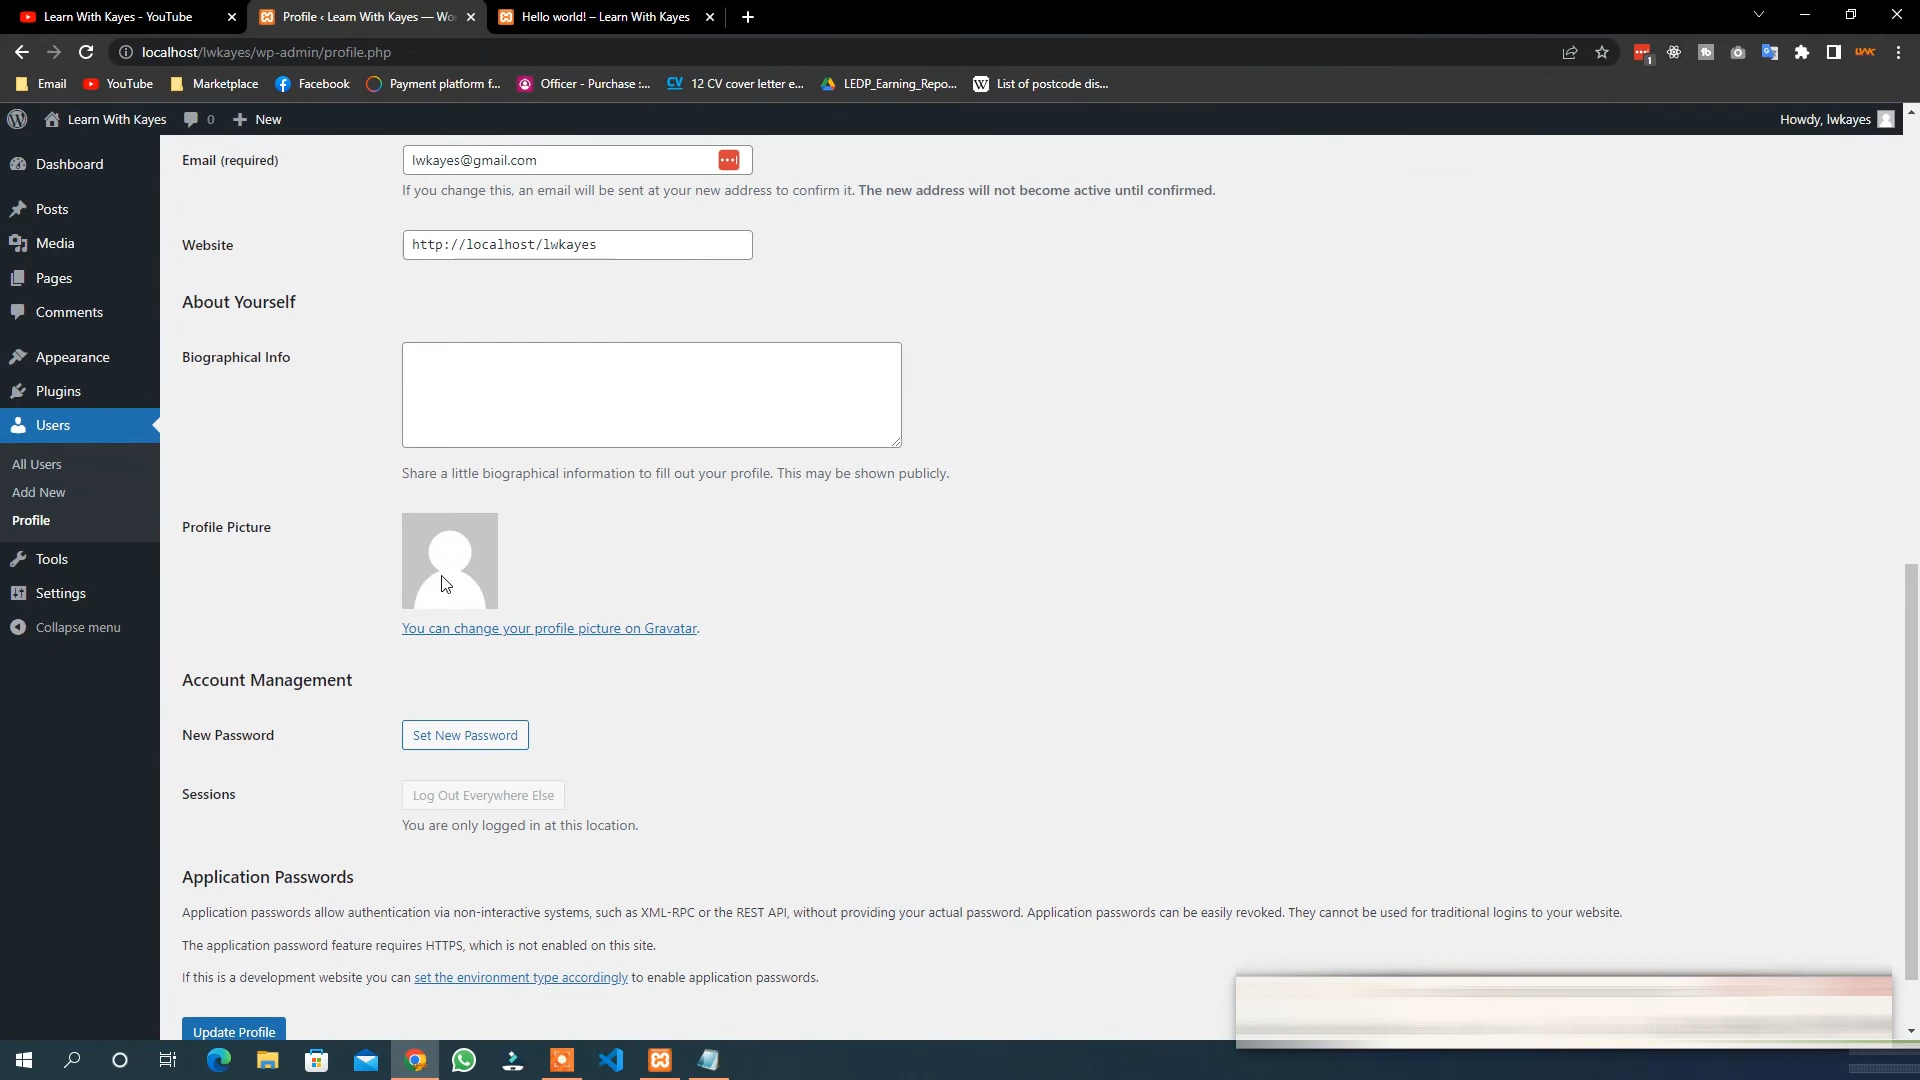 Learn With Kayes - YouTube
Profile ‹ Learn With Kayes — Wor
Hello world! – Learn With Kayes
localhost/lwkayes/wp-admin/profile.php
1
LWK
Email
YouTube
Marketplace
Facebook
Payment platform f...
Officer - Purchase :...
CV
12 CV cover letter e...
LEDP_Earning_Repo...
W
List of postcode dis...
Learn With Kayes
0
New
Howdy, lwkayes
Dashboard
Posts
Media
Pages
Comments
Appearance
Plugins
Users
All Users
Add New
Profile
Tools
Settings
Collapse menu
Email (required)
lwkayes@gmail.com
If you change this, an email will be sent at your new address to confirm it. The new address will not become active until confirmed.
Website
http://localhost/lwkayes
About Yourself
Biographical Info
Share a little biographical information to fill out your profile. This may be shown publicly.
Profile Picture
You can change your profile picture on Gravatar.
Account Management
New Password
Set New Password
Sessions
Log Out Everywhere Else
You are only logged in at this location.
Application Passwords
Application passwords allow authentication via non-interactive systems, such as XML-RPC or the REST API, without providing your actual password. Application passwords can be easily revoked. They cannot be used for traditional logins to your website.
The application password feature requires HTTPS, which is not enabled on this site.
If this is a development website you can set the environment type accordingly to enable application passwords.
Update Profile